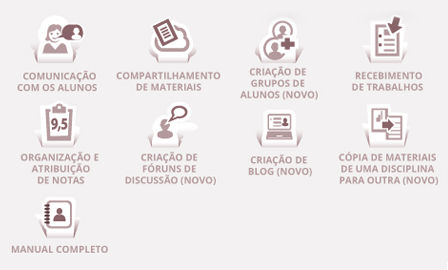 COMUNICAÇÃO
COM OS ALUNOS
COMPARTILHAMENTO
DE MATERIAIS
CRIAÇÃO DE
GRUPOS DE
ALUNOS (NOVO)
RECEBIMENTO
DE TRABALHOS
9,5
ORGANIZAÇÃO E
ATRIBUIÇÃO
DE NOTAS
CRIAÇÃO DE
FÓRUNS DE
DISCUSSÃO (NOVO)
CRIAÇÃO DE
BLOG (NOVO)
CÓPIA DE MATERIAIS
DE UMA DISCIPLINA
PARA OUTRA (NOVO)
MANUAL COMPLETO